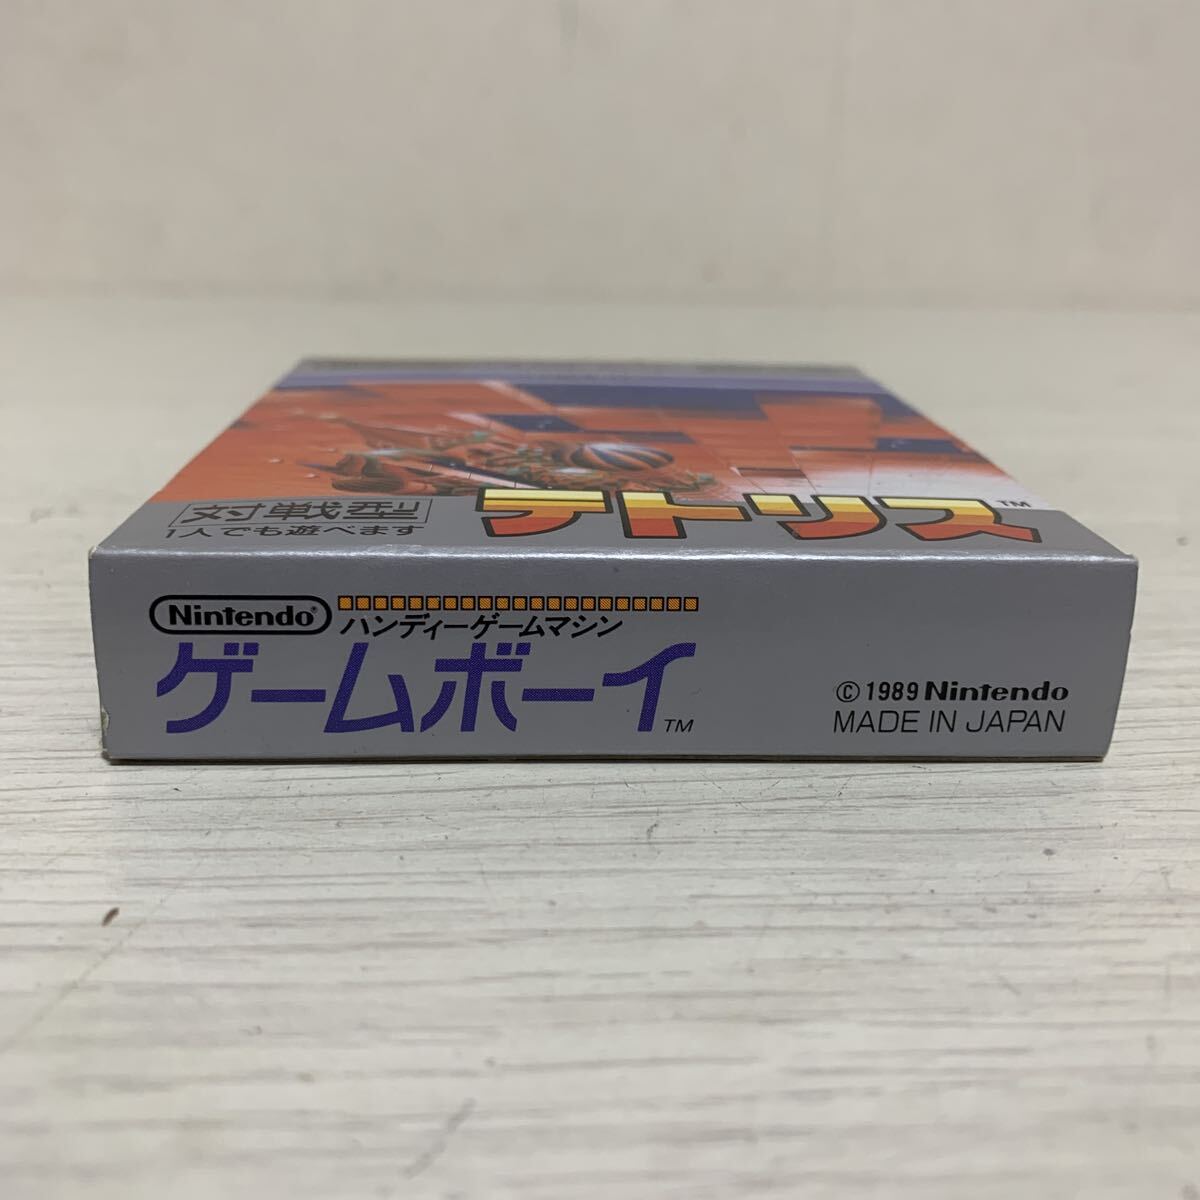 対戦型
1人でも遊べます
テトリス™
Nintendo®
ハンディーゲームマシン
ゲームボーイ™
© 1989 Nintendo
MADE IN JAPAN